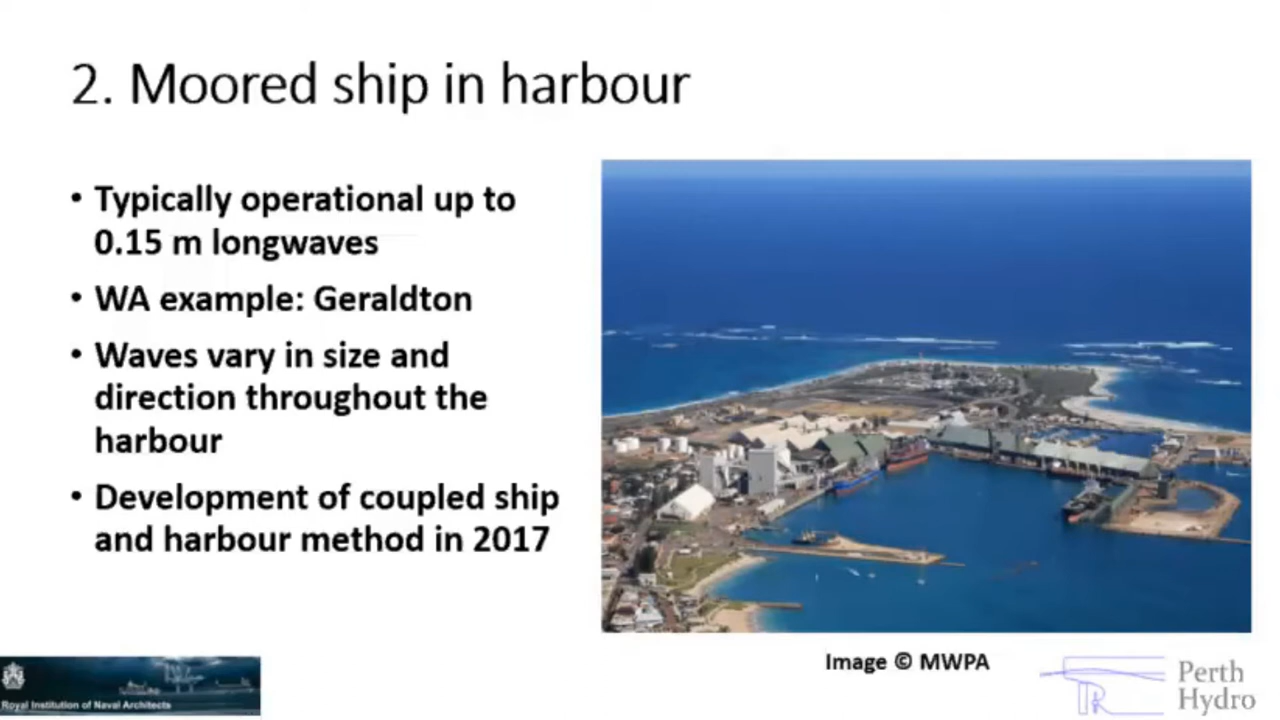 2. Moored ship in harbour
• Typically operational up to
0.15 m longwaves
• WA example: Geraldton
• Waves vary in size and
direction throughout the
harbour
• Development of coupled ship
and harbour method in 2017
Image © MWPA
Royal Institution of Naval Architects
Perth
Hydro